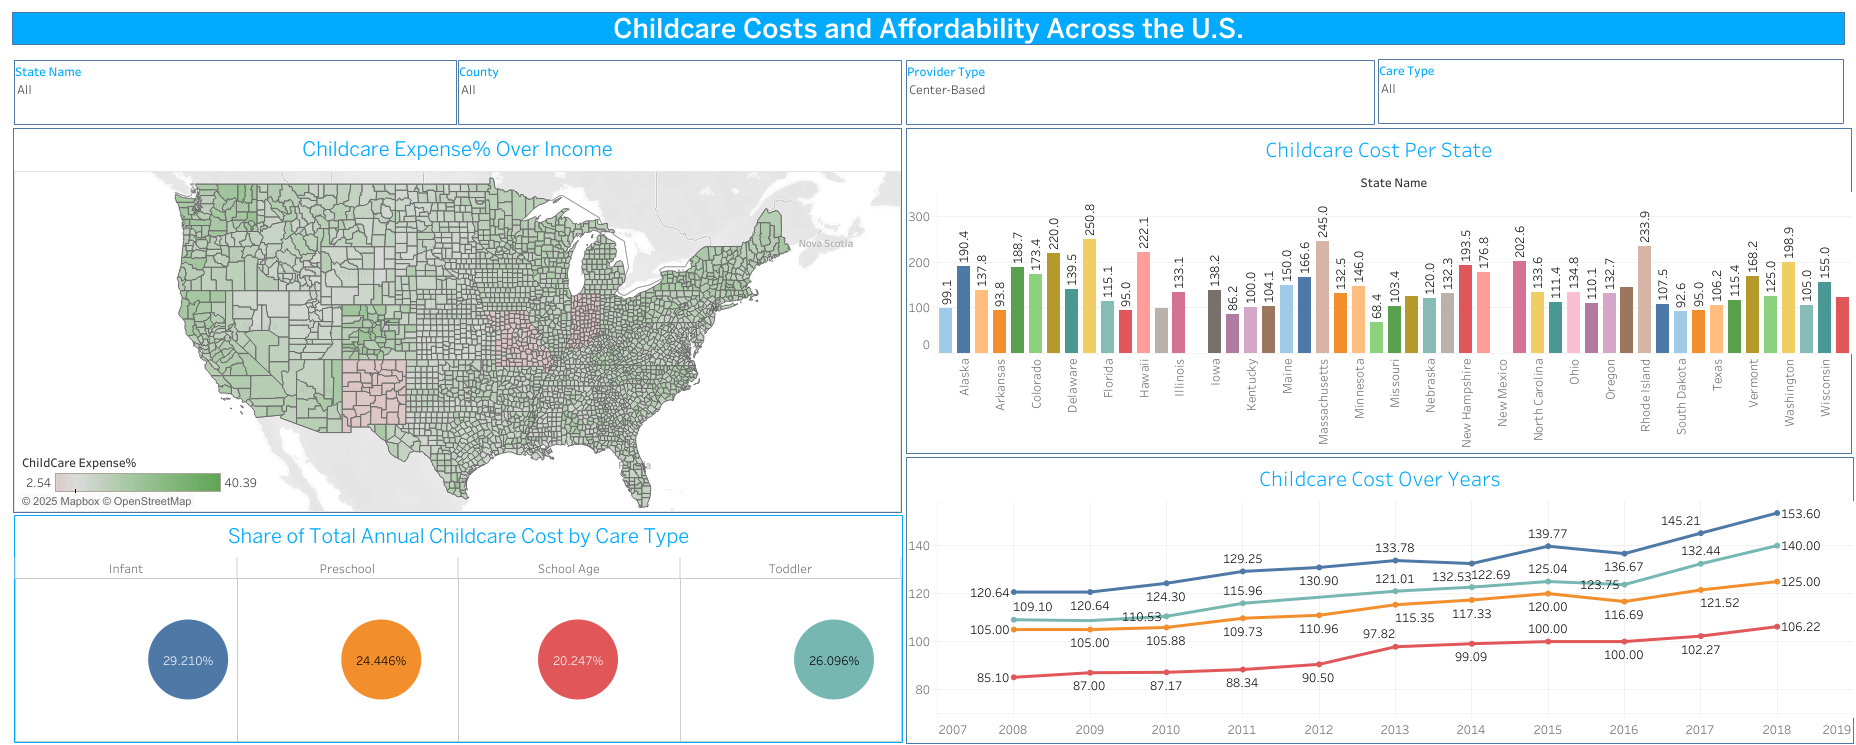 Childcare Costs and Affordability Across the U.S.
State Name
All
County
All
Provider Type
Center-Based
Care Type
All
Childcare Expense% Over Income
Nova Scotia
ChildCare Expense%
2.54
40.39
© 2025 Mapbox © OpenStreetMap
Childcare Cost Per State
State Name
300
200
100
0
99.1
190.4
137.8
93.8
188.7
173.4
220.0
139.5
250.8
115.1
95.0
222.1
133.1
138.2
86.2
100.0
104.1
150.0
166.6
245.0
132.5
146.0
68.4
103.4
120.0
132.3
193.5
176.8
202.6
133.6
111.4
134.8
110.1
132.7
233.9
107.5
92.6
95.0
106.2
115.4
168.2
125.0
198.9
105.0
155.0
Alaska
Arkansas
Colorado
Delaware
Florida
Hawaii
Illinois
Iowa
Kentucky
Maine
Massachusetts
Minnesota
Missouri
Nebraska
New Hampshire
New Mexico
North Carolina
Ohio
Oregon
Rhode Island
South Dakota
Texas
Vermont
Washington
Wisconsin
Share of Total Annual Childcare Cost by Care Type
Infant
Preschool
School Age
Toddler
29.210%
24.446%
20.247%
26.096%
Childcare Cost Over Years
140
120
100
80
120.64
120.64
124.30
129.25
130.90
133.78
132.53
139.77
136.67
145.21
153.60
109.10
110.53
115.96
121.01
122.69
125.04
123.75
132.44
140.00
105.00
105.00
105.88
109.73
110.96
115.35
117.33
120.00
116.69
121.52
125.00
85.10
87.00
87.17
88.34
90.50
97.82
99.09
100.00
100.00
102.27
106.22
2007
2008
2009
2010
2011
2012
2013
2014
2015
2016
2017
2018
2019